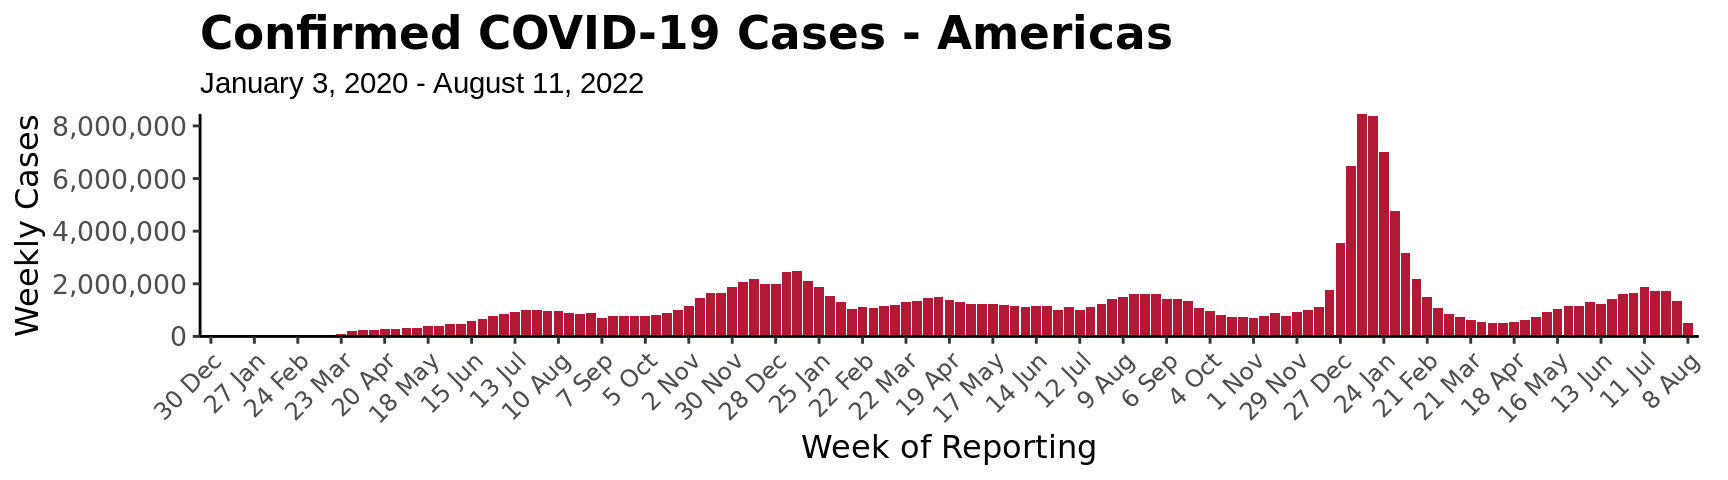 Confirmed COVID-19 Cases - Americas
January 3, 2020 - August 11, 2022
Weekly Cases
8,000,000
6,000,000
4,000,000
2,000,000
0
30 Dec
27 Jan
24 Feb
23 Mar
20 Apr
18 May
15 Jun
13 Jul
10 Aug
7 Sep
5 Oct
2 Nov
30 Nov
28 Dec
25 Jan
22 Feb
22 Mar
19 Apr
17 May
14 Jun
12 Jul
9 Aug
6 Sep
4 Oct
1 Nov
29 Nov
27 Dec
24 Jan
21 Feb
21 Mar
18 Apr
16 May
13 Jun
11 Jul
8 Aug
Week of Reporting